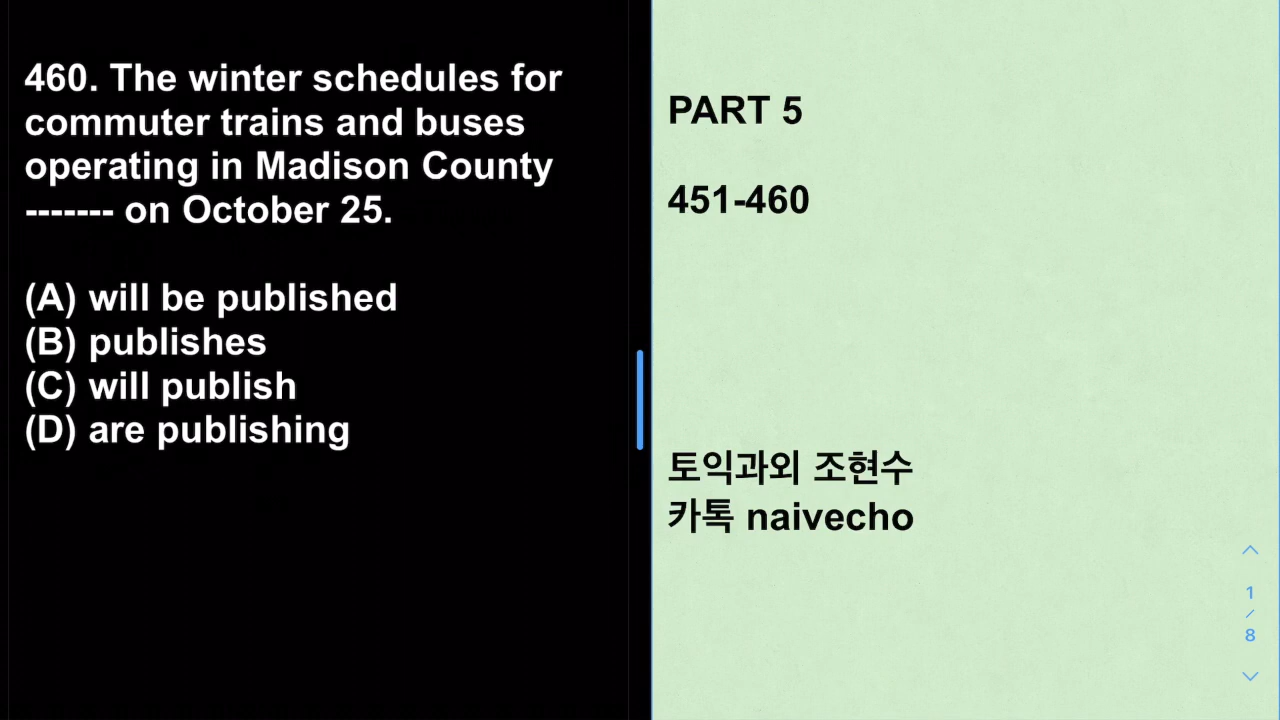 460. The winter schedules for
commuter trains and buses
operating in Madison County
------- on October 25.
(A) will be published
(B) publishes
(C) will publish
(D) are publishing
PART 5
451-460
토익과외 조현수
카톡 naivecho
1
/
8